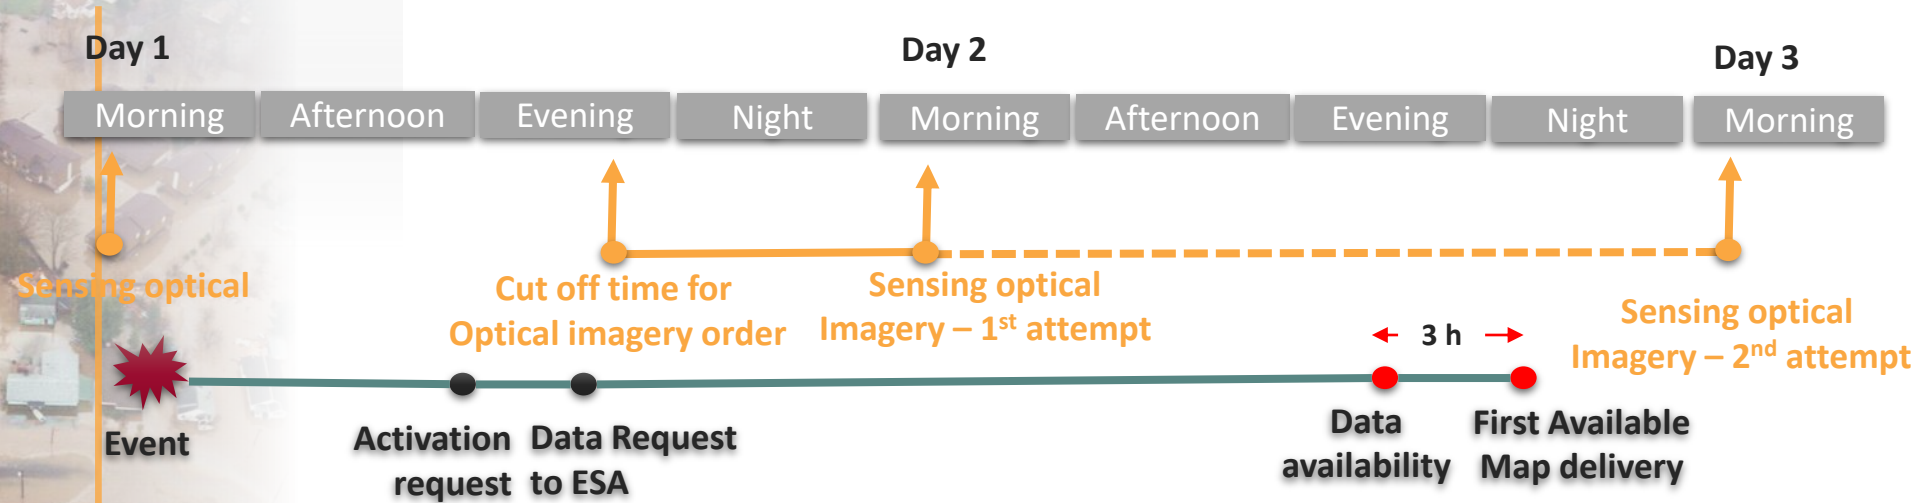 Day 1
Day 2
Day 3
Morning
Afternoon
Evening
Night
Morning
Afternoon
Evening
Night
Morning
Sensing optical
Cut off time for
Optical imagery order
Sensing optical
Imagery – 1st attempt
Sensing optical
Imagery – 2nd attempt
3 h
Event
Activation
request
Data Request
to ESA
Data
availability
First Available
Map delivery